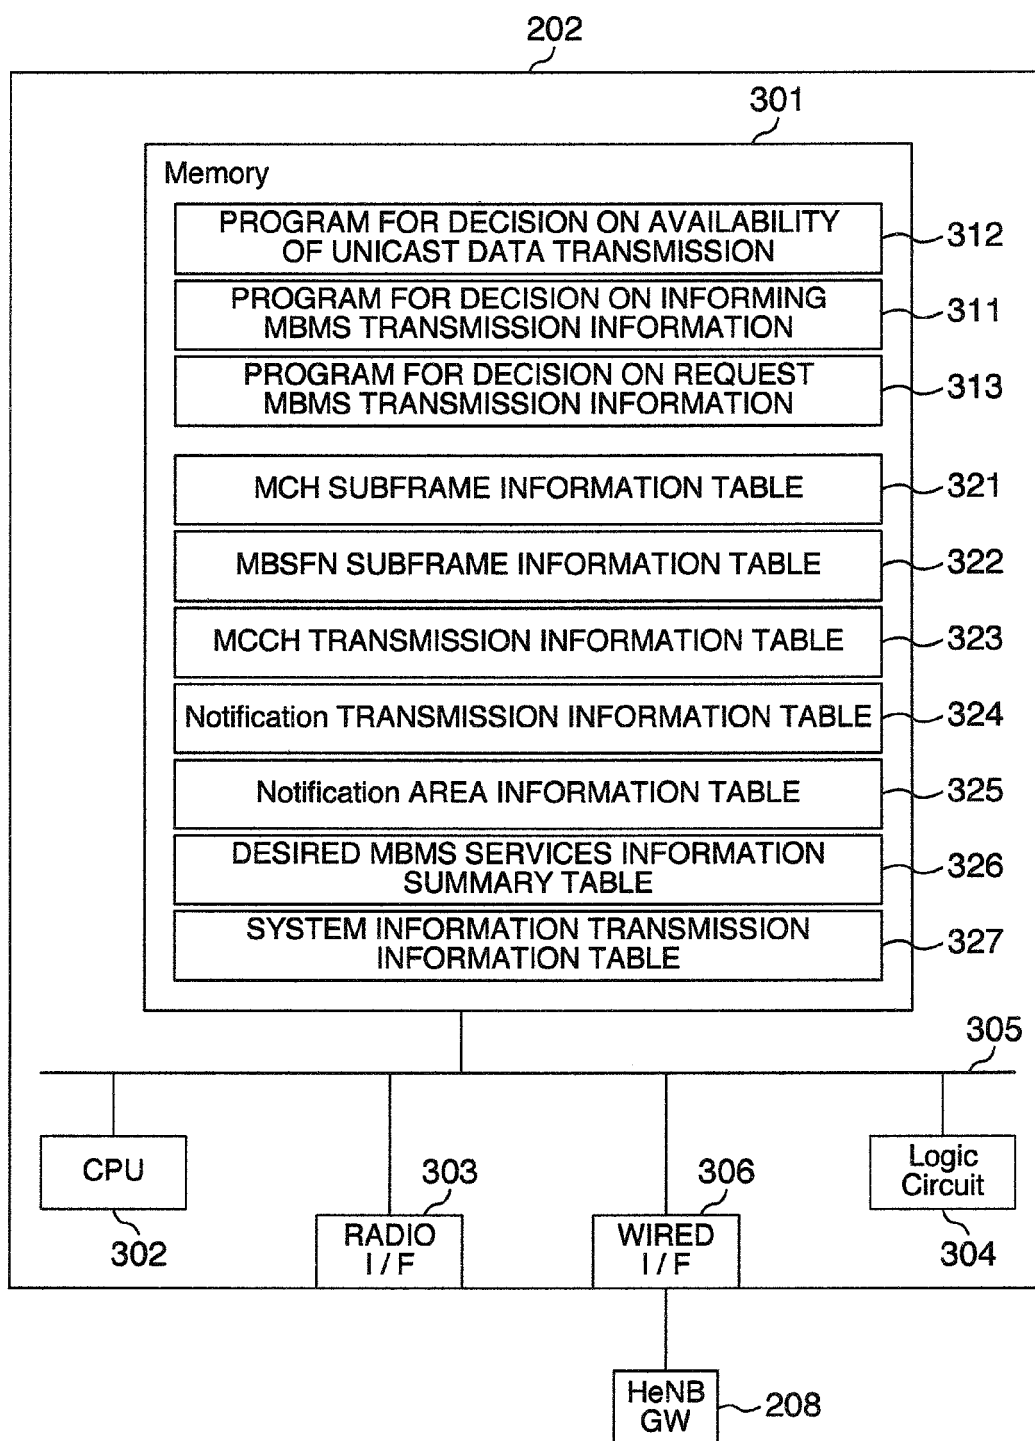 202
301
Memory
PROGRAM FOR DECISION ON AVAILABILITY
OF UNICAST DATA TRANSMISSION
312
PROGRAM FOR DECISION ON INFORMING
MBMS TRANSMISSION INFORMATION
311
PROGRAM FOR DECISION ON REQUEST
MBMS TRANSMISSION INFORMATION
313
MCH SUBFRAME INFORMATION TABLE
321
MBSFN SUBFRAME INFORMATION TABLE
322
MCCH TRANSMISSION INFORMATION TABLE
323
Notification TRANSMISSION INFORMATION TABLE
324
Notification AREA INFORMATION TABLE
325
DESIRED MBMS SERVICES INFORMATION
SUMMARY TABLE
326
SYSTEM INFORMATION TRANSMISSION
INFORMATION TABLE
327
305
CPU
302
303
RADIO
I / F
306
WIRED
I / F
Logic
Circuit
304
HeNB
GW
208